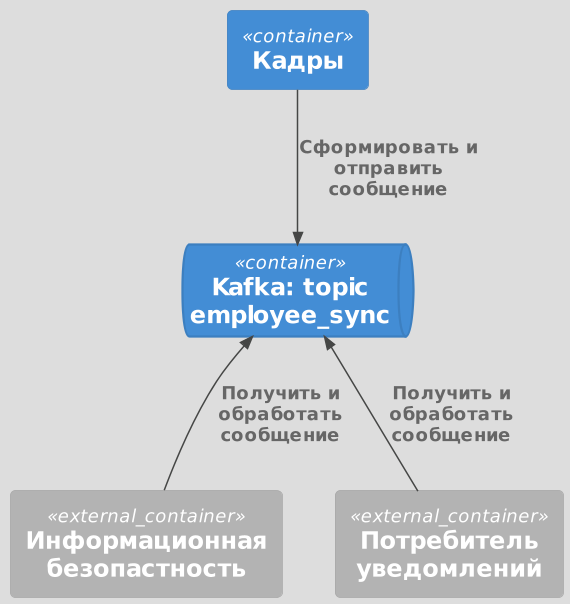 «container»
Кадры
Сформировать и
отправить
сообщение
«container»
Kafka: topic
employee_sync
Получить и
обработать
сообщение
Получить и
обработать
сообщение
«external_container»
Информационная
безопастность
«external_container»
Потребитель
уведомлений